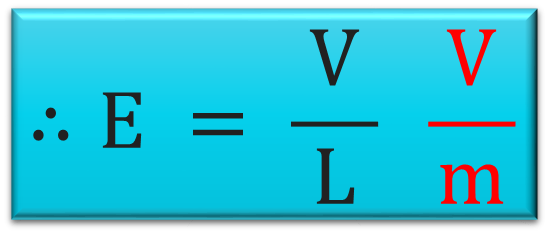 ∴ E = V/L V/m